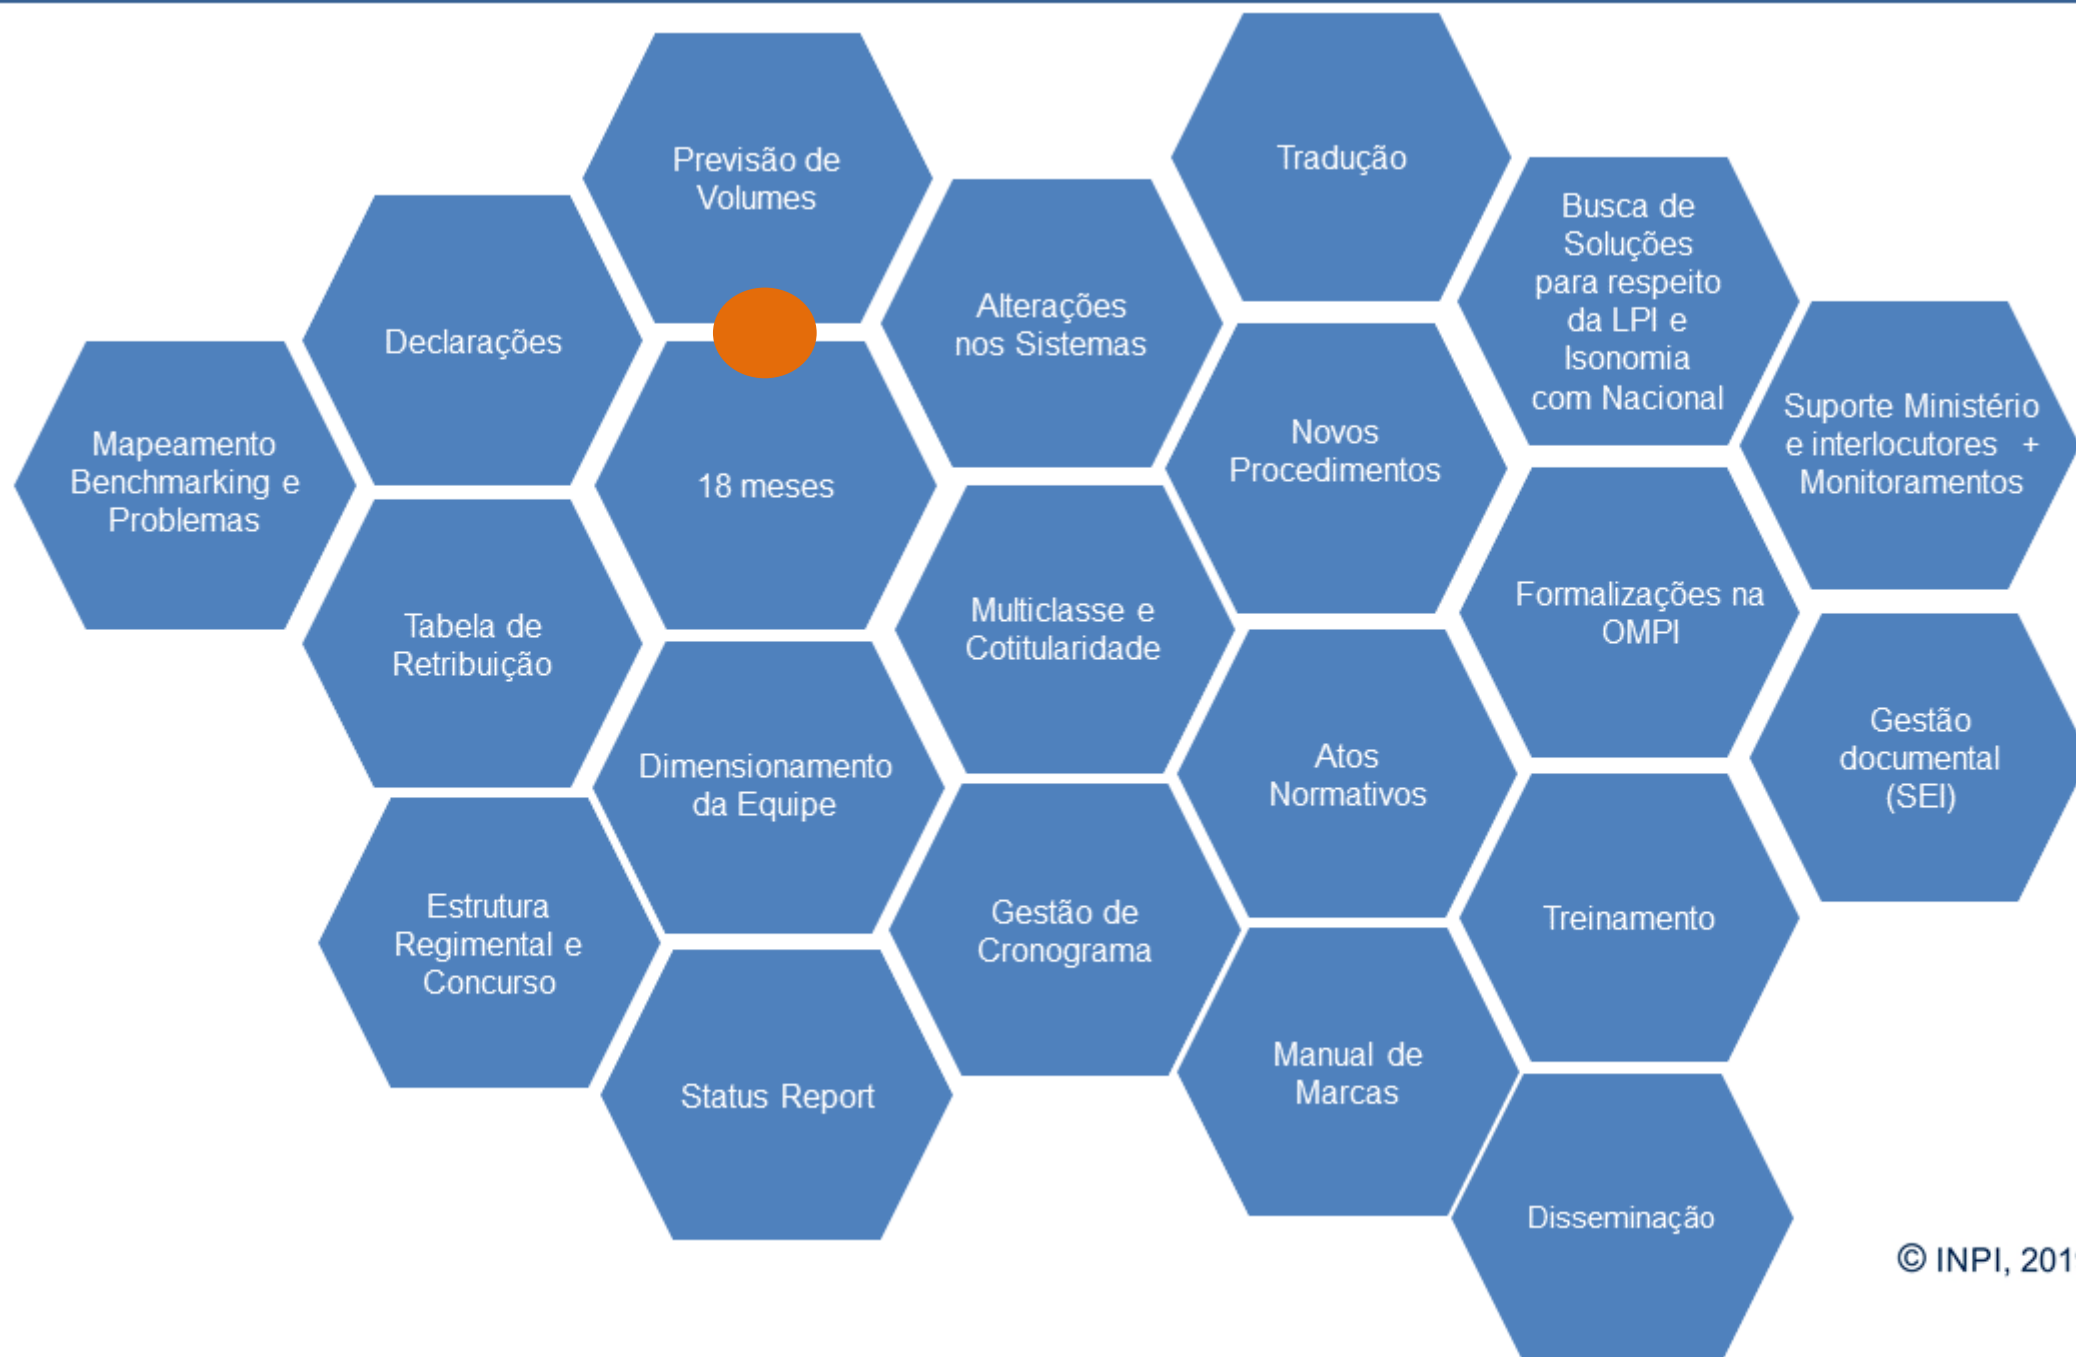 Previsão de
Volumes
Tradução
Busca de
Soluções
para respeito
da LPI e
Isonomia
com Nacional
Declarações
Alterações
nos Sistemas
Mapeamento
Benchmarking e
Problemas
18 meses
Novos
Procedimentos
Suporte Ministério
e interlocutores +
Monitoramentos
Tabela de
Retribuição
Multiclasse e
Cotitularidade
Formalizações na
OMPI
Dimensionamento
da Equipe
Atos
Normativos
Gestão
documental
(SEI)
Estrutura
Regimental e
Concurso
Gestão de
Cronograma
Treinamento
Status Report
Manual de
Marcas
Disseminação
© INPI, 2019